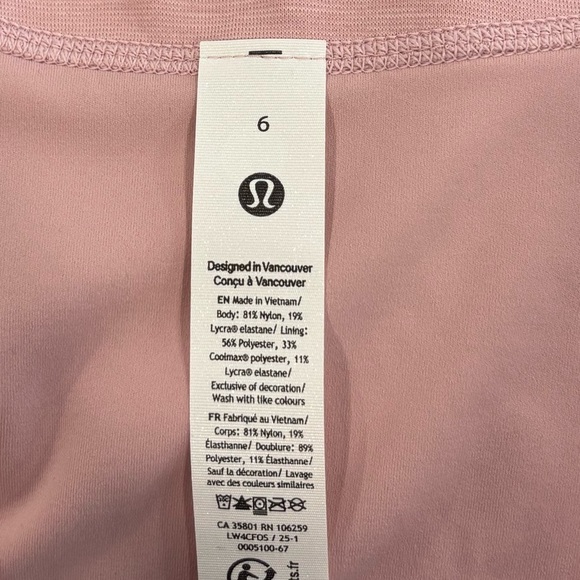 6
Designed in Vancouver
Conçu à Vancouver
EN Made in Vietnam/
Body: 81% Nylon, 19%
Lycra® elastane/ Lining:
56% Polyester, 33%
Coolmax® polyester, 11%
Lycra® elastane/
Exclusive of decoration/
Wash with like colours
FR Fabriqué au Vietnam/
Corps: 81% Nylon, 19%
Élasthanne/ Doublure: 89%
Polyester, 11% Élasthanne/
Sauf la décoration/ Lavage
avec des couleurs similaires
CA 35801 RN 106259
LW4CFOS / 25-1
0005100-67